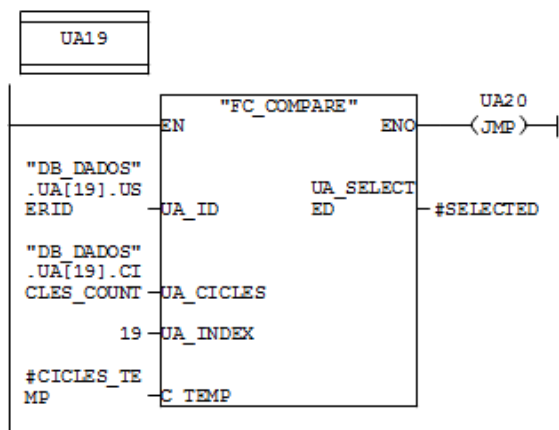 UA19
"FC_COMPARE"
UA20
EN
ENO
(JMP)
"DB_DADOS"
.UA[19].US
ERID
UA_ID
UA_SELECT
ED
#SELECTED
"DB_DADOS"
.UA[19].CI
CLES_COUNT
UA_CICLES
19
UA_INDEX
#CICLES_TE
MP
C_TEMP